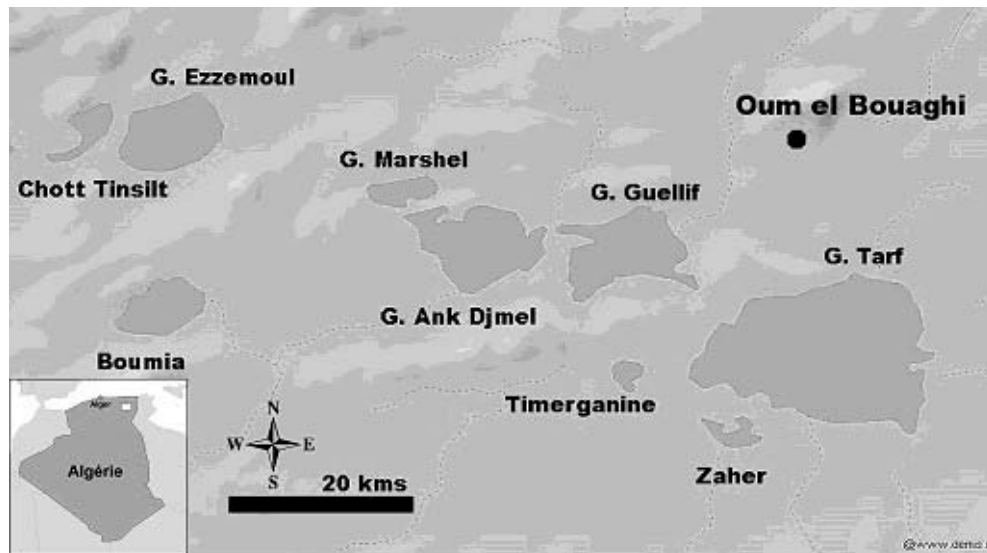 G. Ezzemoul
Oum el Bouaghi
G. Marshel
Chott Tinsilt
G. Guellif
G. Tarf
G. Ank Djmel
Boumia
Timerganine
Alger
N
W E
S
Algérie
Zaher
20 kms